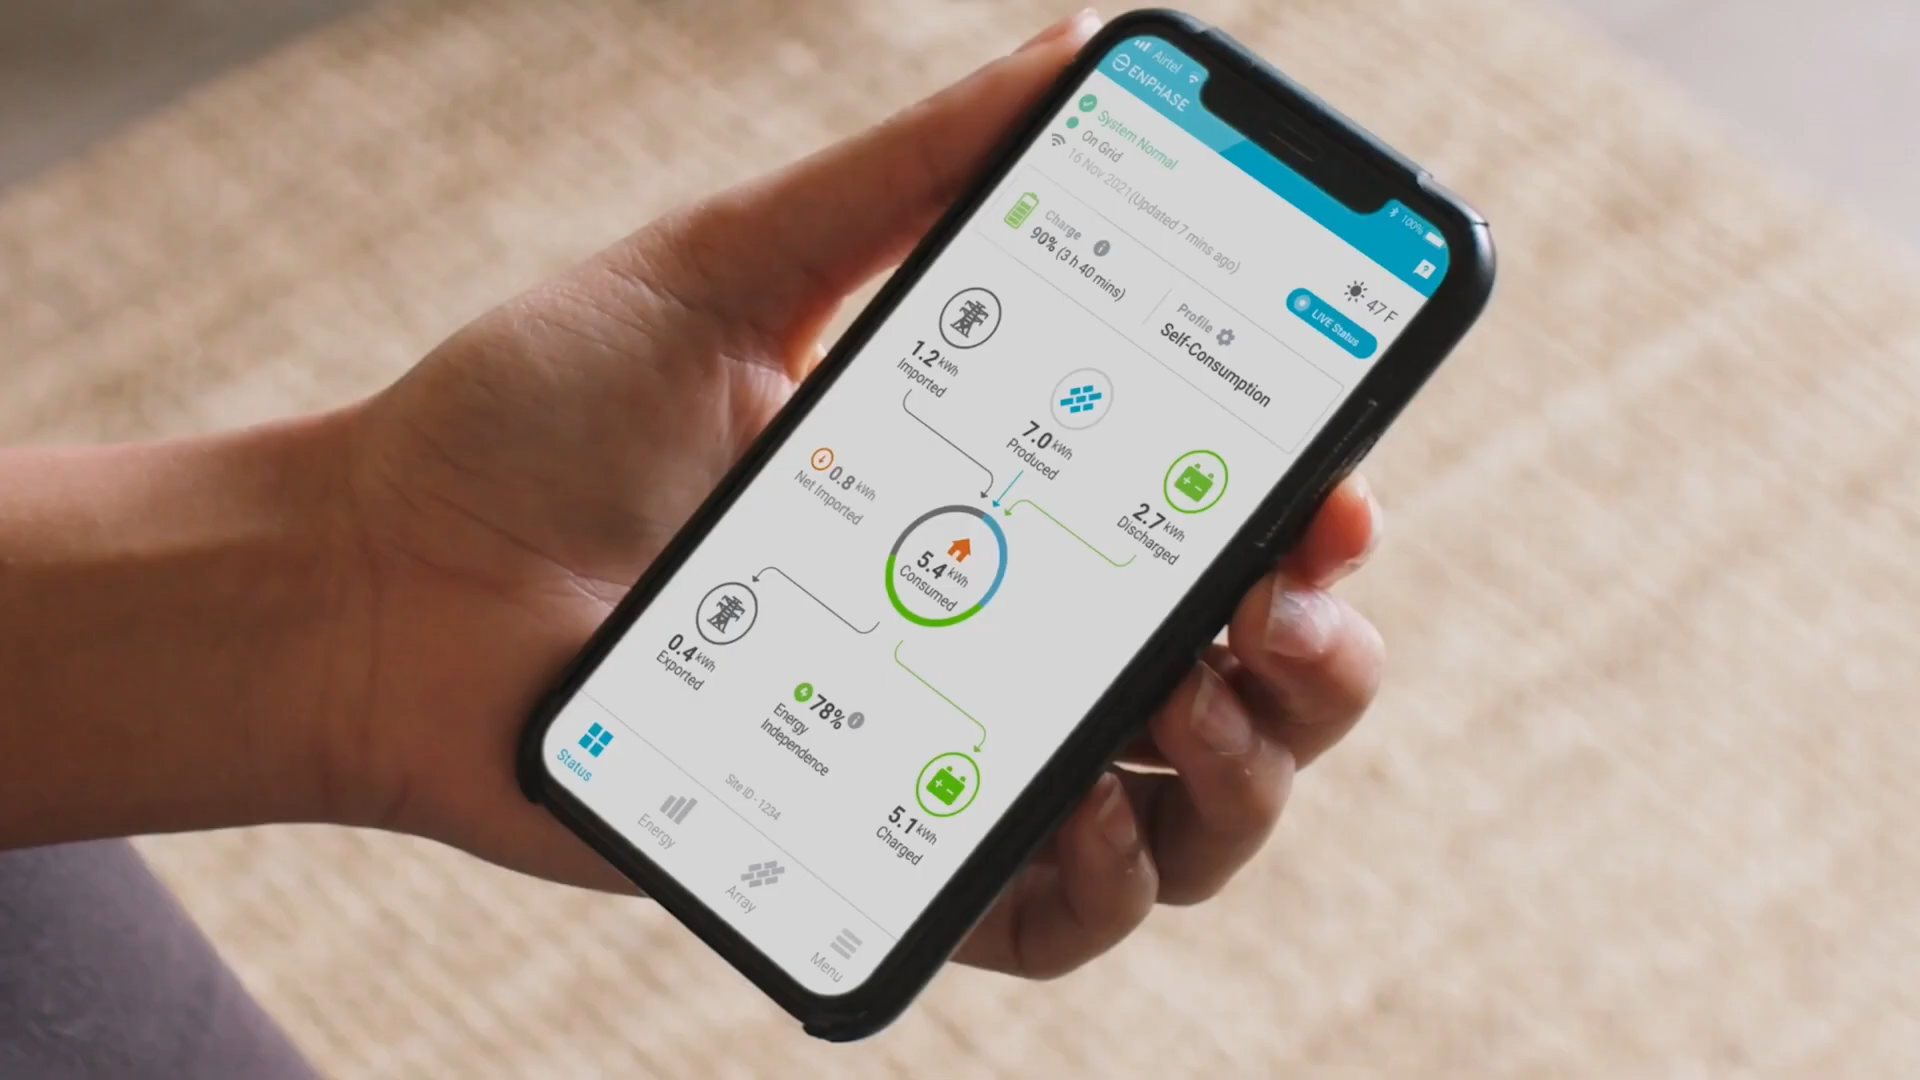 Airtel
100%
ENPHASE
System Normal
On Grid
16 Nov 2021 (Updated 7 mins ago)
47 F
LIVE Status
Charge
90% (3 h 40 mins)
Profile
Self-Consumption
1.2 kWh
Imported
7.0 kWh
Produced
2.7 kWh
Discharged
0.8 kWh
Net Imported
5.4 kWh
Consumed
0.4 kWh
Exported
78%
Energy
Independence
5.1 kWh
Charged
Site ID - 1234
Status
Energy
Array
Menu